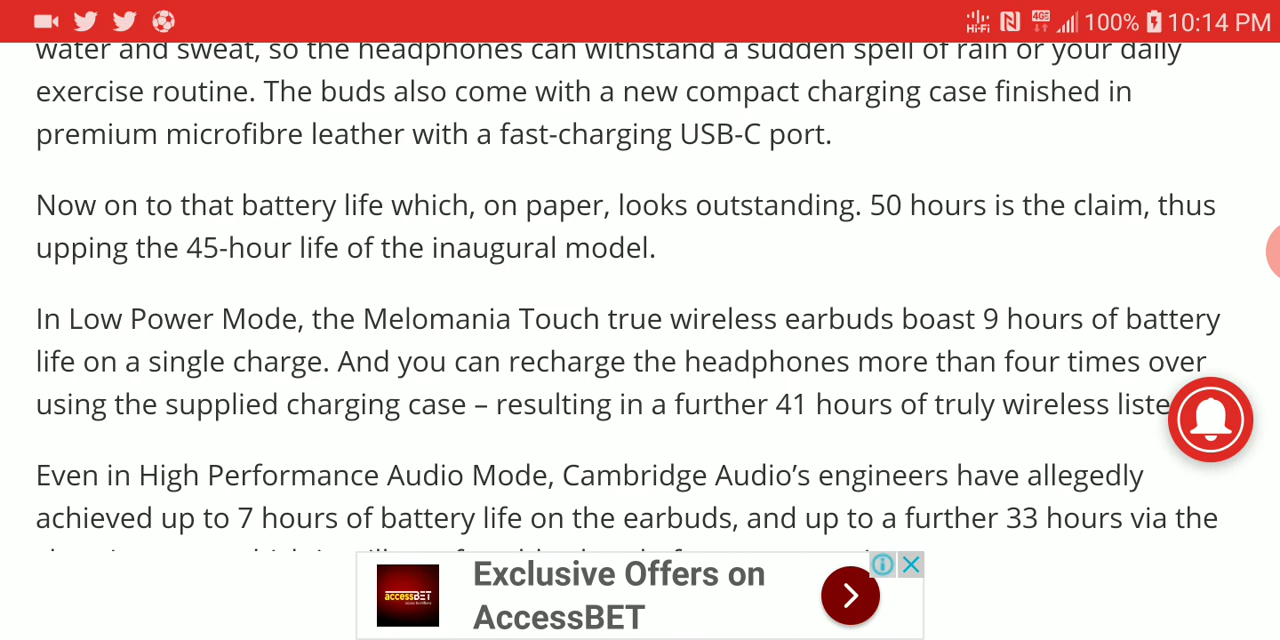 Hi-Fi 4GE 100% 10:14 PM
water and sweat, so the headphones can withstand a sudden spell of rain or your daily
exercise routine. The buds also come with a new compact charging case finished in
premium microfibre leather with a fast-charging USB-C port.
Now on to that battery life which, on paper, looks outstanding. 50 hours is the claim, thus
upping the 45-hour life of the inaugural model.
In Low Power Mode, the Melomania Touch true wireless earbuds boast 9 hours of battery
life on a single charge. And you can recharge the headphones more than four times over
using the supplied charging case – resulting in a further 41 hours of truly wireless liste
Even in High Performance Audio Mode, Cambridge Audio’s engineers have allegedly
achieved up to 7 hours of battery life on the earbuds, and up to a further 33 hours via the
accessBET
Exclusive Offers on
AccessBET